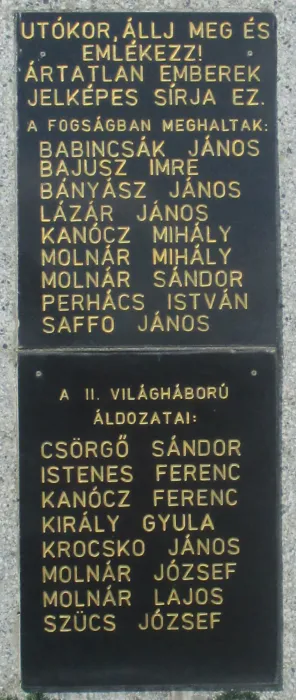 UTÓKOR, ÁLLJ MEG ÉS
EMLÉKEZZ!
ÁRTATLAN EMBEREK
JELKÉPES SÍRJA EZ.
A FOGSÁGBAN MEGHALTAK:
BABINCSÁK JÁNOS
BAJUSZ IMRE
BÁNYÁSZ JÁNOS
LÁZÁR JÁNOS
KANÓCZ MIHÁLY
MOLNÁR MIHÁLY
MOLNÁR SÁNDOR
PERHÁCS ISTVÁN
SAFFO JÁNOS
A II. VILÁGHÁBORÚ
ÁLDOZATAI:
CSÖRGŐ SÁNDOR
ISTENES FERENC
KANÓCZ FERENC
KIRÁLY GYULA
KROCSKO JÁNOS
MOLNÁR JÓZSEF
MOLNÁR LAJOS
SZÜCS JÓZSEF